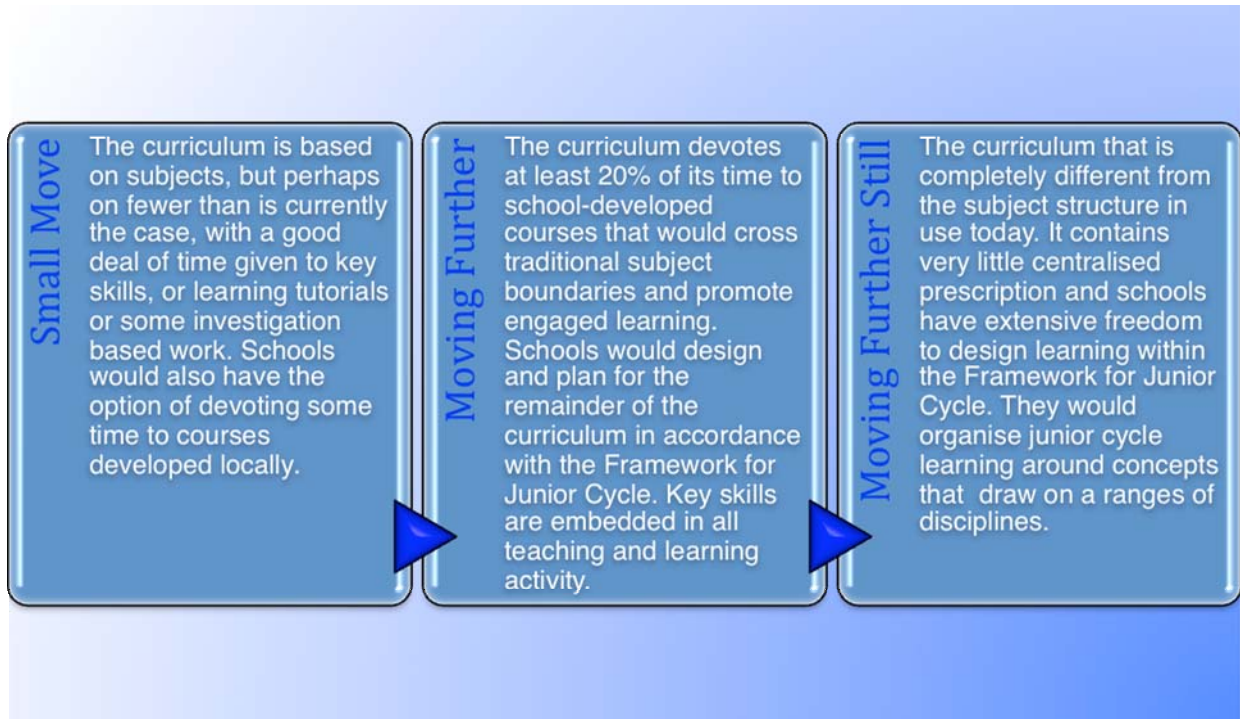 Small Move
The curriculum is based
on subjects, but perhaps
on fewer than is currently
the case, with a good
deal of time given to key
skills, or learning tutorials
or some investigation
based work. Schools
would also have the
option of devoting some
time to courses
developed locally.
Moving Further
The curriculum devotes
at least 20% of its time to
school-developed
courses that would cross
traditional subject
boundaries and promote
engaged learning.
Schools would design
and plan for the
remainder of the
curriculum in accordance
with the Framework for
Junior Cycle. Key skills
are embedded in all
teaching and learning
activity.
Moving Further Still
The curriculum that is
completely different from
the subject structure in
use today. It contains
very little centralised
prescription and schools
have extensive freedom
to design learning within
the Framework for Junior
Cycle. They would
organise junior cycle
learning around concepts
that draw on a ranges of
disciplines.